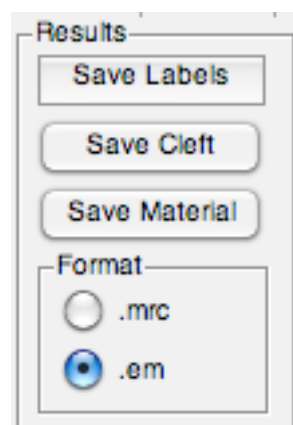 Results
Save Labels
Save Cleft
Save Material
Format
.mrc
.em